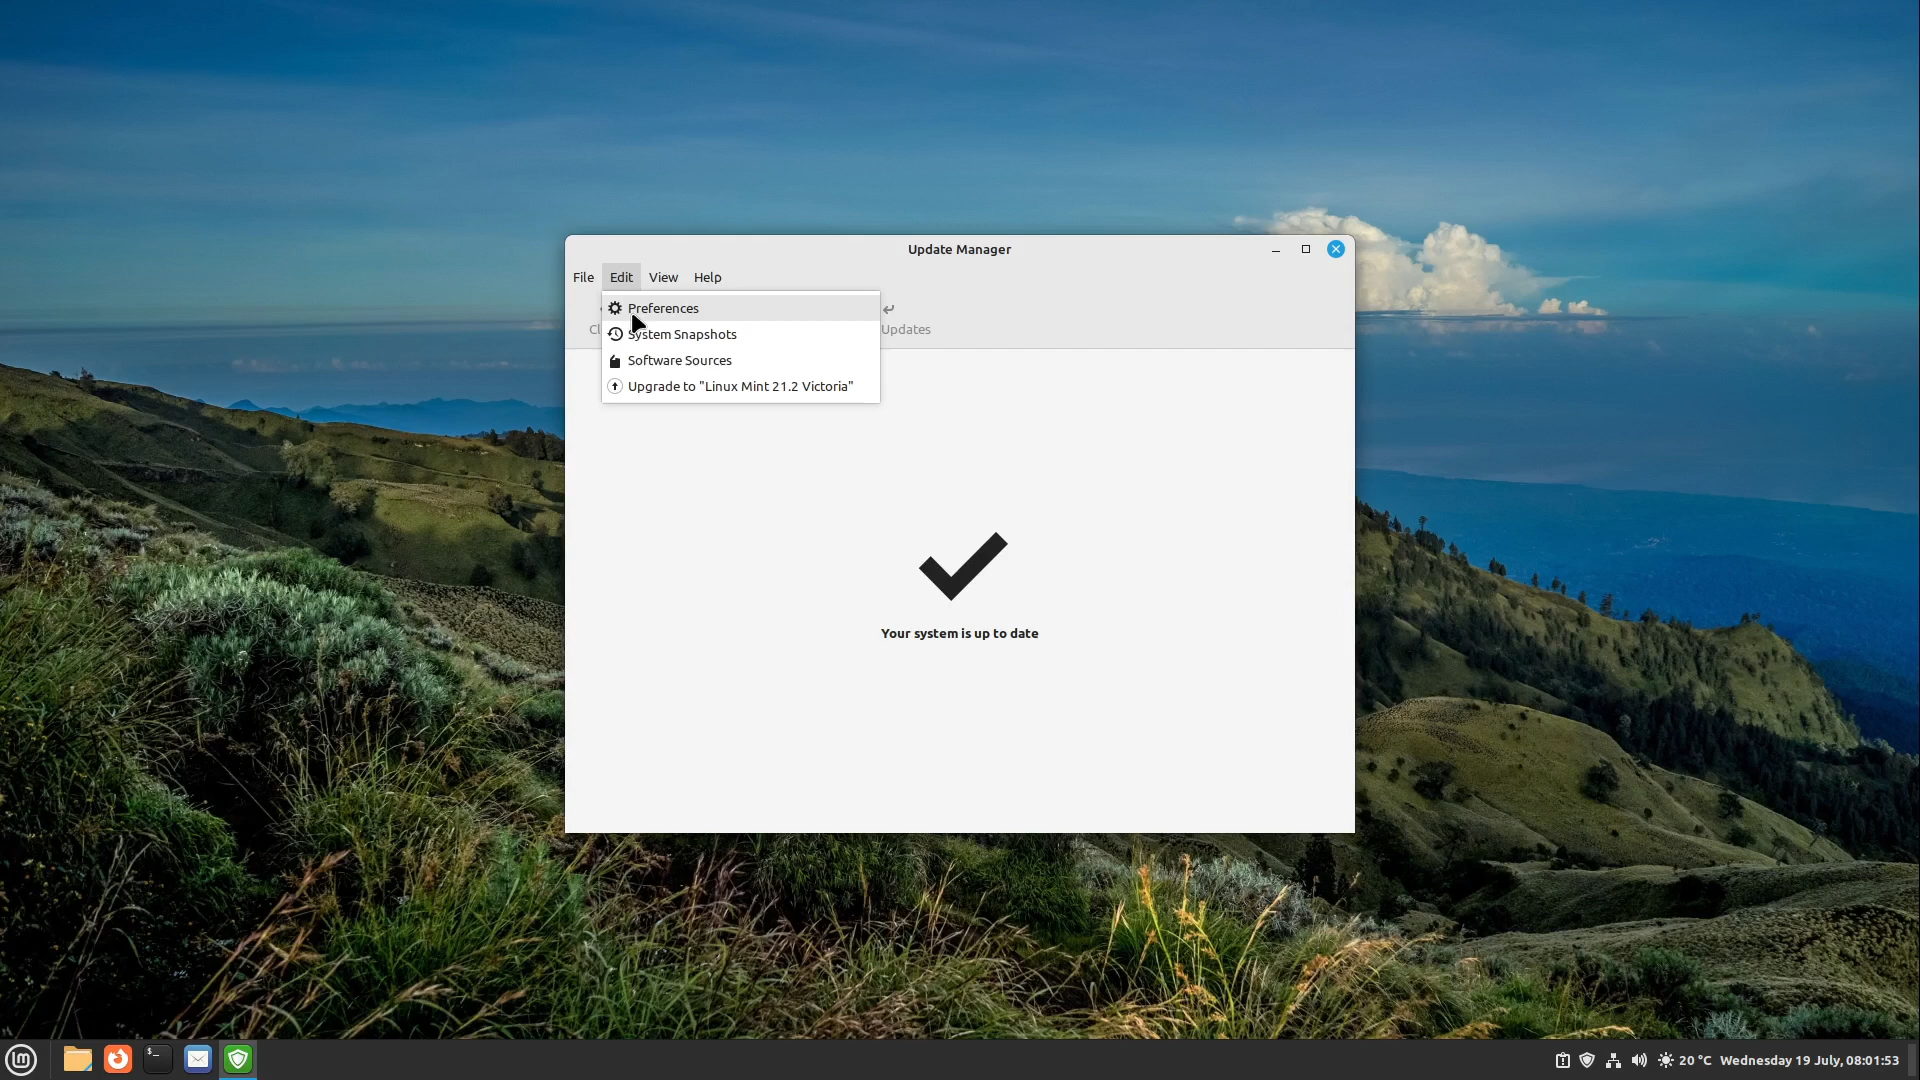 Update Manager
File Edit View Help
Preferences
Cl
Updates
System Snapshots
Software Sources
Upgrade to "Linux Mint 21.2 Victoria"
Your system is up to date
20 °C Wednesday 19 July, 08:01:53